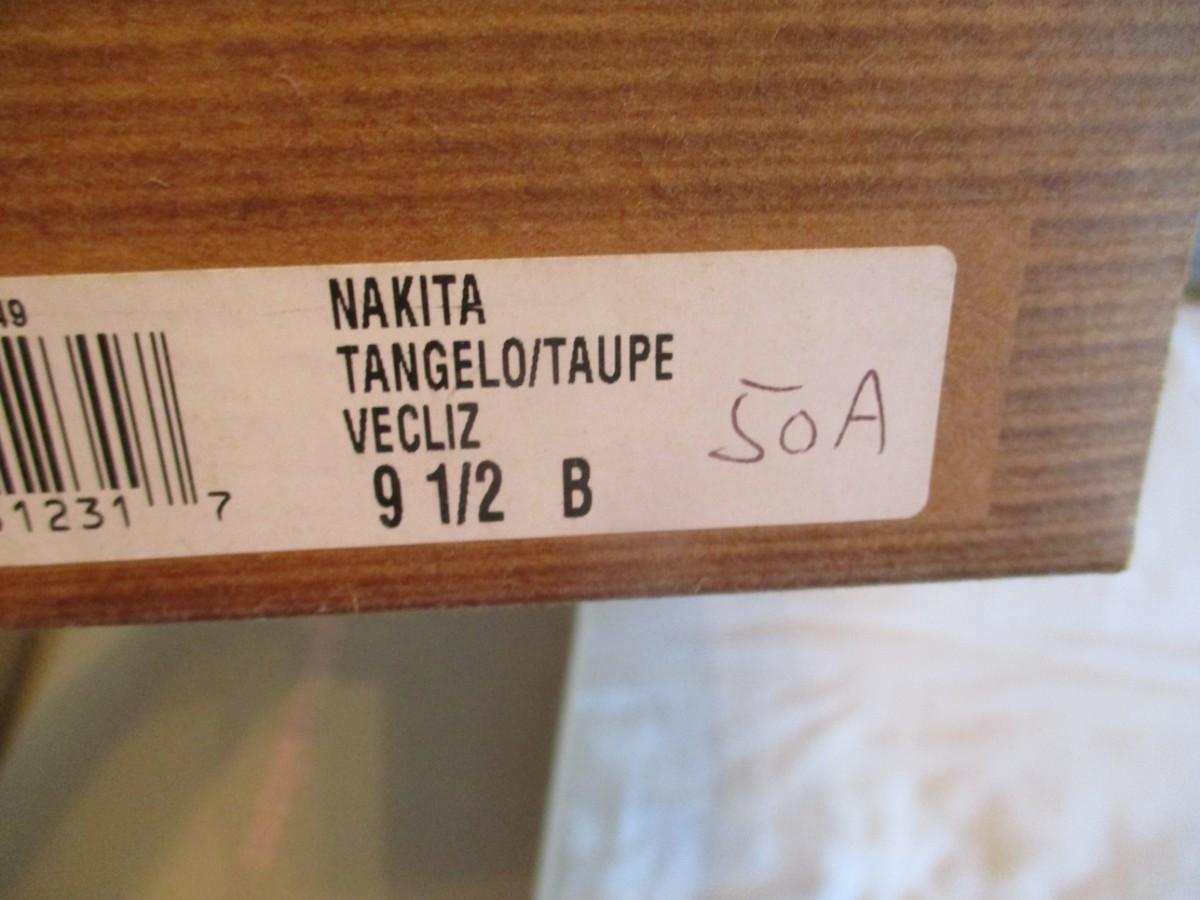 49
NAKITA
TANGELO/TAUPE
VECLIZ
9 1/2 B
50A
1231 7